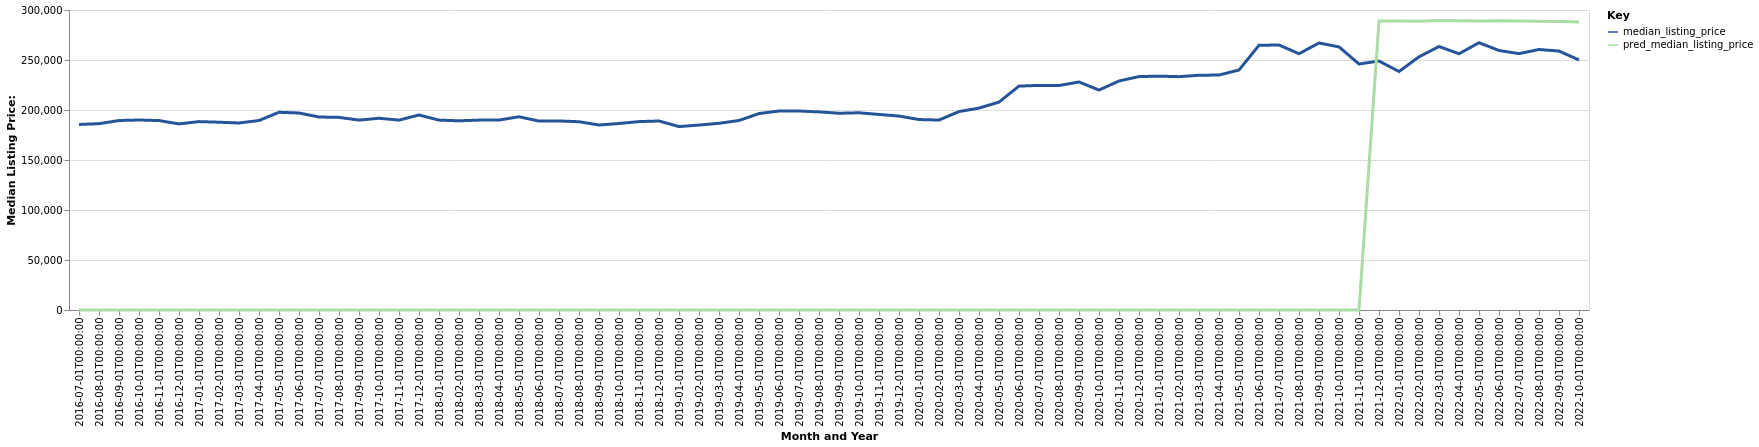 300,000
250,000
200,000
150,000
100,000
50,000
0
Median Listing Price:
2016-07-01T00:00:00
2016-08-01T00:00:00
2016-09-01T00:00:00
2016-10-01T00:00:00
2016-11-01T00:00:00
2016-12-01T00:00:00
2017-01-01T00:00:00
2017-02-01T00:00:00
2017-03-01T00:00:00
2017-04-01T00:00:00
2017-05-01T00:00:00
2017-06-01T00:00:00
2017-07-01T00:00:00
2017-08-01T00:00:00
2017-09-01T00:00:00
2017-10-01T00:00:00
2017-11-01T00:00:00
2017-12-01T00:00:00
2018-01-01T00:00:00
2018-02-01T00:00:00
2018-03-01T00:00:00
2018-04-01T00:00:00
2018-05-01T00:00:00
2018-06-01T00:00:00
2018-07-01T00:00:00
2018-08-01T00:00:00
2018-09-01T00:00:00
2018-10-01T00:00:00
2018-11-01T00:00:00
2018-12-01T00:00:00
2019-01-01T00:00:00
2019-02-01T00:00:00
2019-03-01T00:00:00
2019-04-01T00:00:00
2019-05-01T00:00:00
2019-06-01T00:00:00
2019-07-01T00:00:00
2019-08-01T00:00:00
2019-09-01T00:00:00
2019-10-01T00:00:00
2019-11-01T00:00:00
2019-12-01T00:00:00
2020-01-01T00:00:00
2020-02-01T00:00:00
2020-03-01T00:00:00
2020-04-01T00:00:00
2020-05-01T00:00:00
2020-06-01T00:00:00
2020-07-01T00:00:00
2020-08-01T00:00:00
2020-09-01T00:00:00
2020-10-01T00:00:00
2020-11-01T00:00:00
2020-12-01T00:00:00
2021-01-01T00:00:00
2021-02-01T00:00:00
2021-03-01T00:00:00
2021-04-01T00:00:00
2021-05-01T00:00:00
2021-06-01T00:00:00
2021-07-01T00:00:00
2021-08-01T00:00:00
2021-09-01T00:00:00
2021-10-01T00:00:00
2021-11-01T00:00:00
2021-12-01T00:00:00
2022-01-01T00:00:00
2022-02-01T00:00:00
2022-03-01T00:00:00
2022-04-01T00:00:00
2022-05-01T00:00:00
2022-06-01T00:00:00
2022-07-01T00:00:00
2022-08-01T00:00:00
2022-09-01T00:00:00
2022-10-01T00:00:00
Month and Year
Key
median_listing_price
pred_median_listing_price